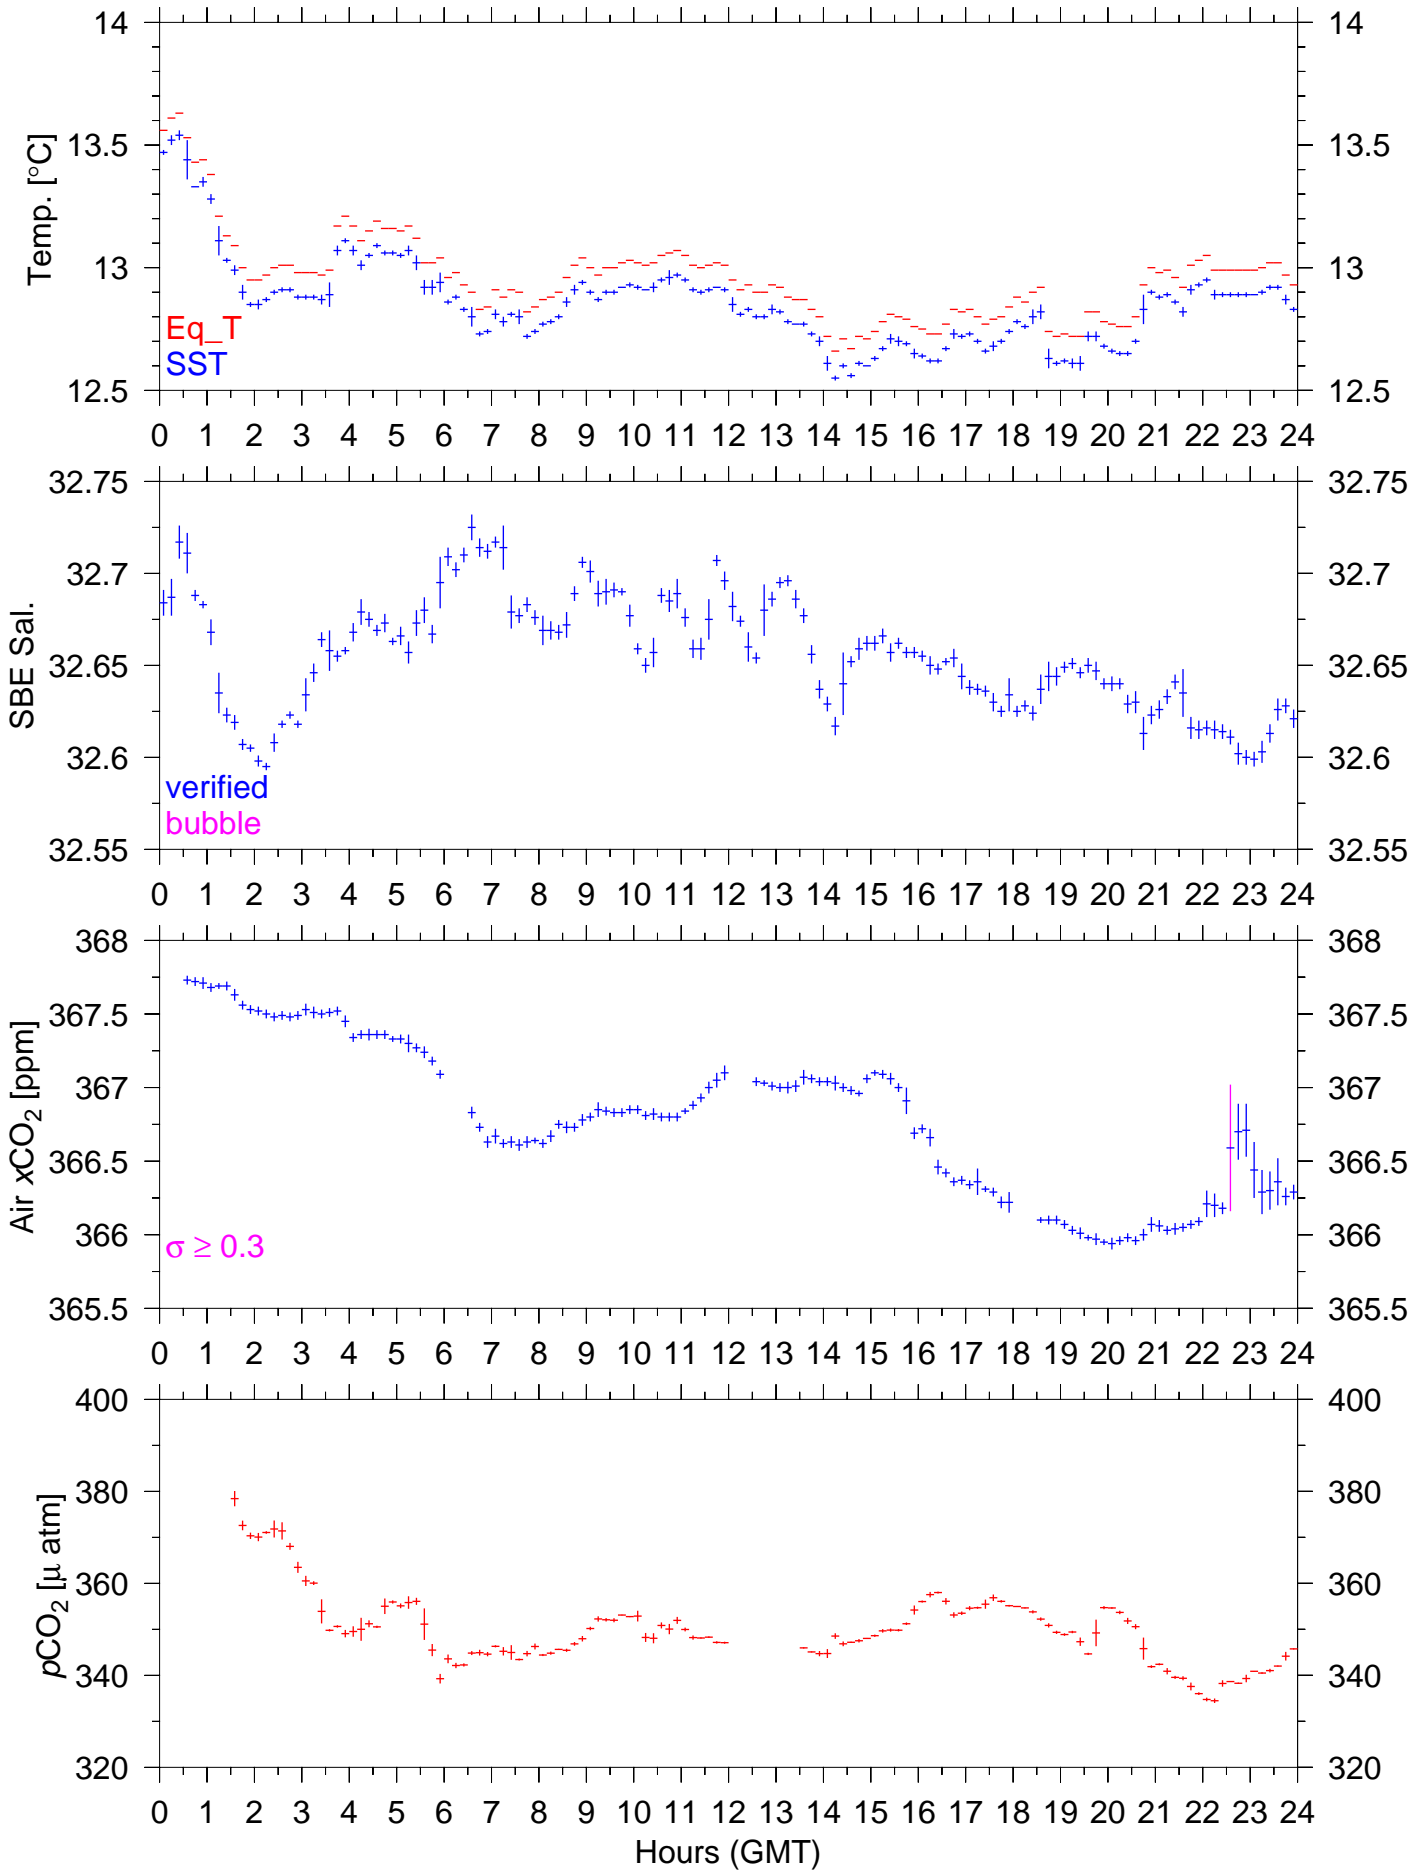 14 14
13.5 13.5
13 13
12.5 12.5
Temp. [°C]
Eq_T
SST
0 1 2 3 4 5 6 7 8 9 10 11 12 13 14 15 16 17 18 19 20 21 22 23 24
32.75 32.75
32.7 32.7
32.65 32.65
32.6 32.6
32.55 32.55
SBE Sal.
verified
bubble
0 1 2 3 4 5 6 7 8 9 10 11 12 13 14 15 16 17 18 19 20 21 22 23 24
368 368
367.5 367.5
367 367
366.5 366.5
366 366
365.5 365.5
Air xCO₂ [ppm]
σ ≥ 0.3
0 1 2 3 4 5 6 7 8 9 10 11 12 13 14 15 16 17 18 19 20 21 22 23 24
400 400
380 380
360 360
340 340
320 320
pCO₂ [μ atm]
0 1 2 3 4 5 6 7 8 9 10 11 12 13 14 15 16 17 18 19 20 21 22 23 24
Hours (GMT)